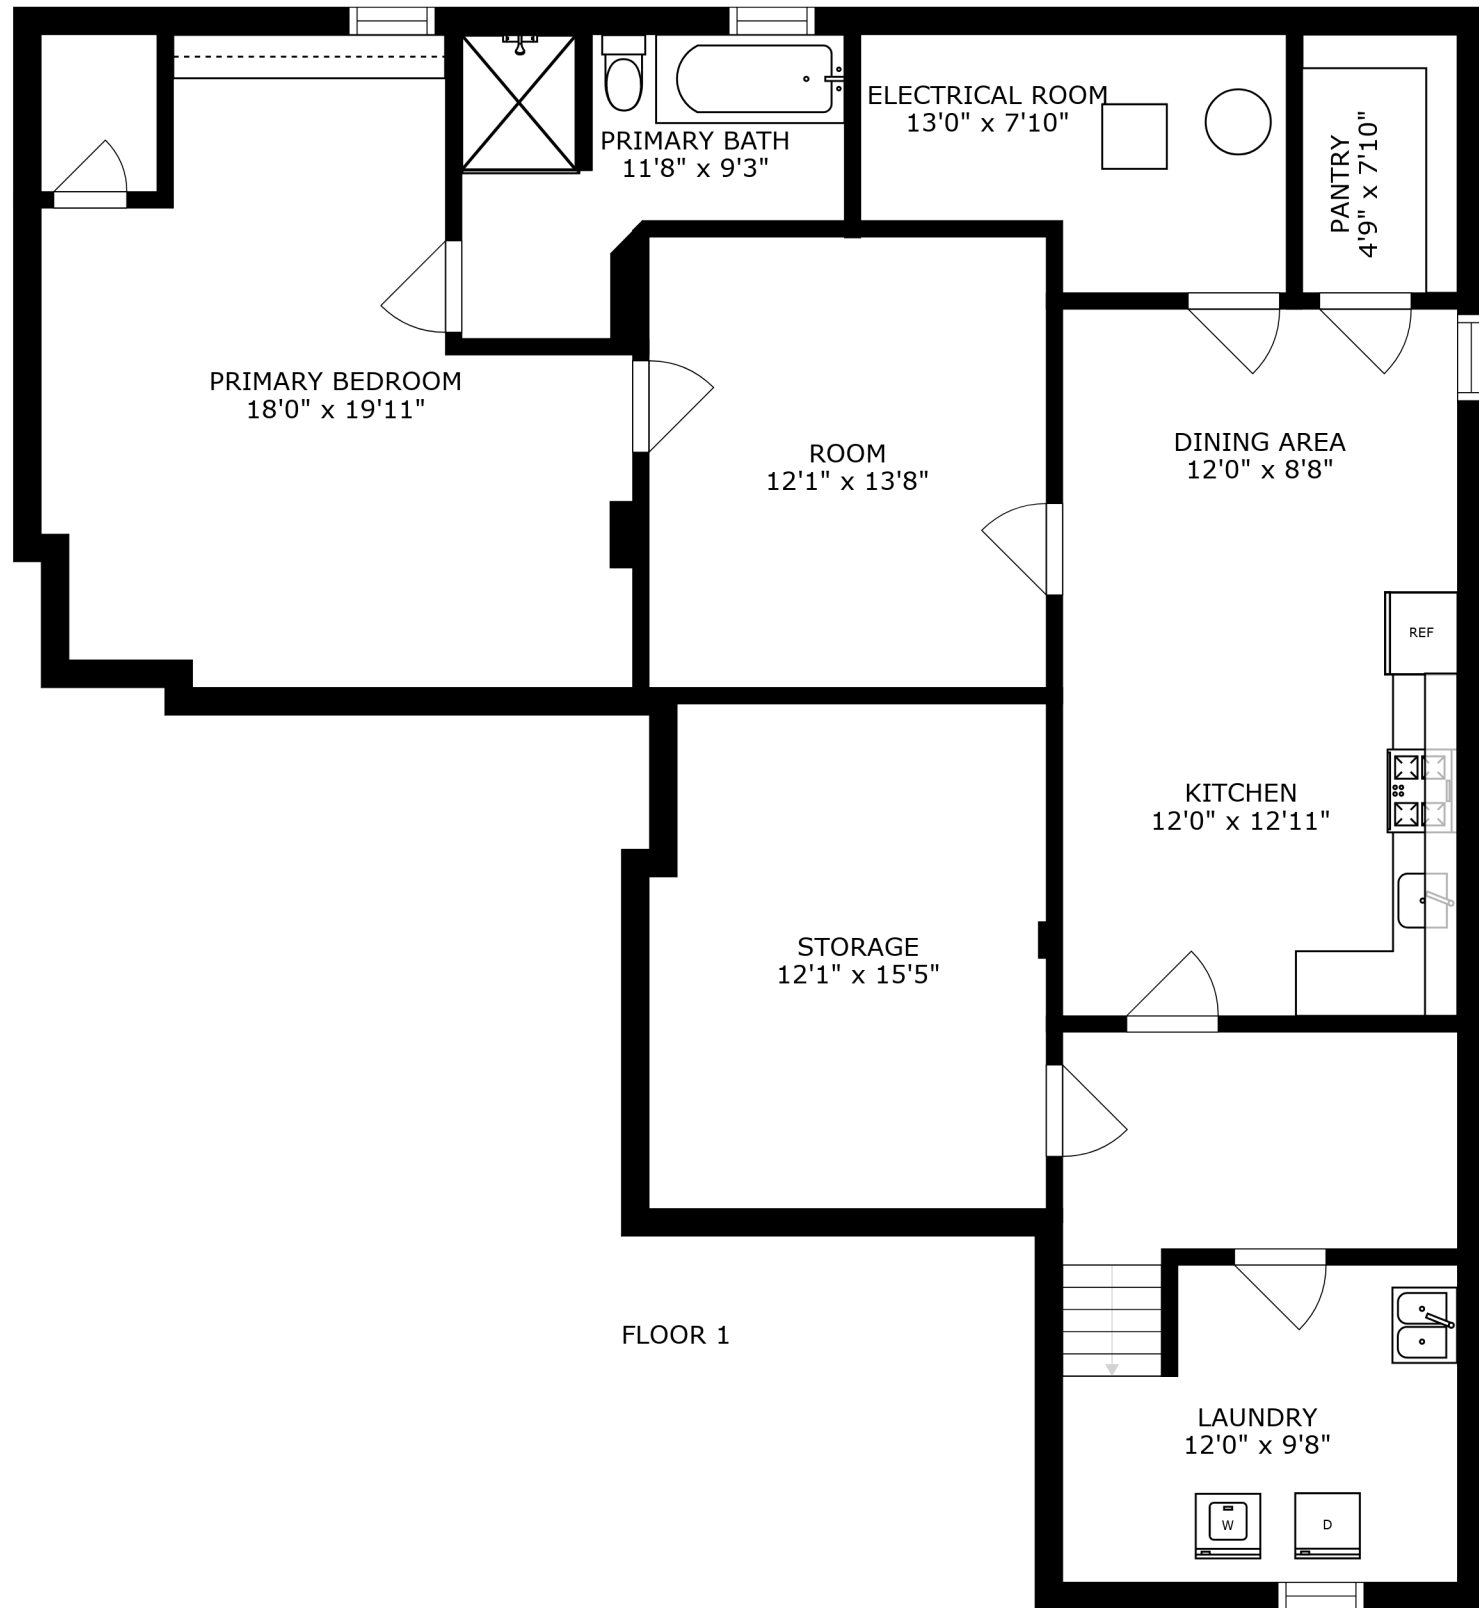 ELECTRICAL ROOM
13'0" x 7'10"
PRIMARY BATH
11'8" x 9'3"
PANTRY
4'9" x 7'10"
PRIMARY BEDROOM
18'0" x 19'11"
ROOM
12'1" x 13'8"
DINING AREA
12'0" x 8'8"
REF
KITCHEN
12'0" x 12'11"
STORAGE
12'1" x 15'5"
FLOOR 1
LAUNDRY
12'0" x 9'8"
W
D